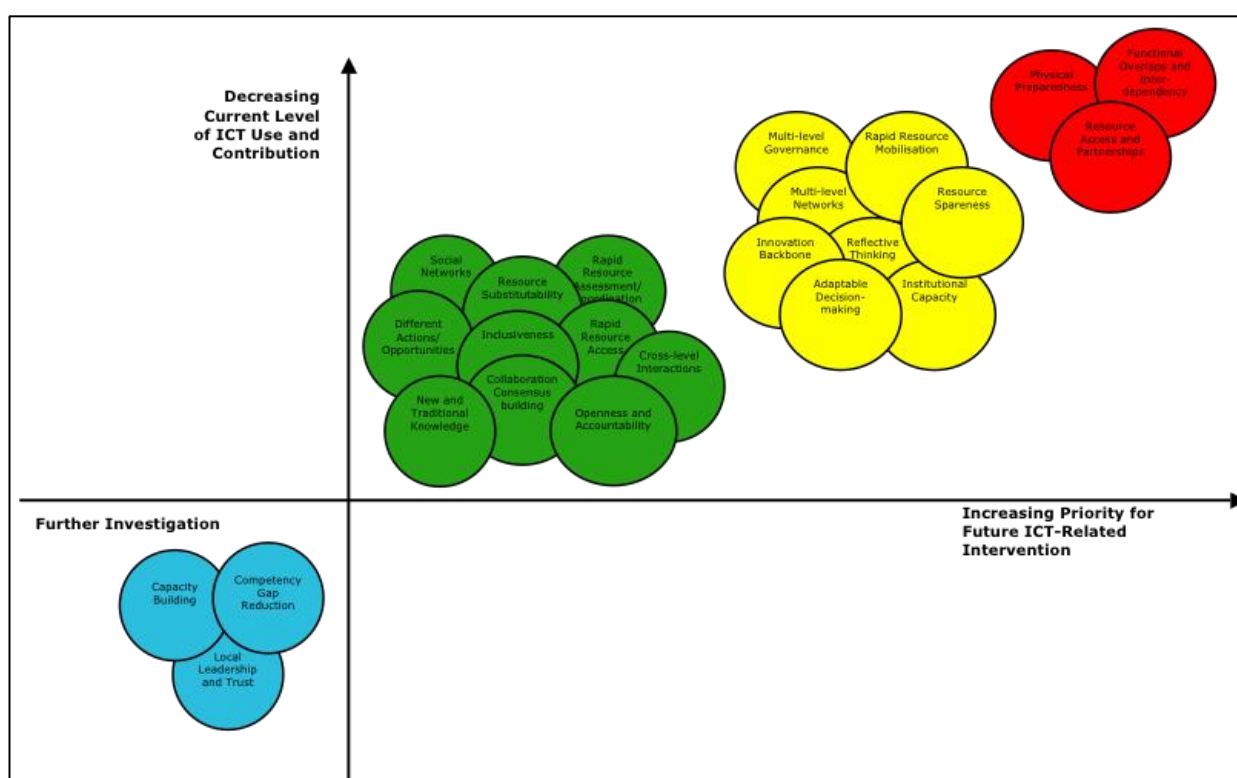 Decreasing
Current Level
of ICT Use and
Contribution
Physical
Preparedness
Functional
Overlaps and
Inter-
dependency
Resource
Access and
Partnerships
Multi-level
Governance
Rapid Resource
Mobilisation
Multi-level
Networks
Resource
Spareness
Innovation
Backbone
Reflective
Thinking
Adaptable
Decision-
making
Institutional
Capacity
Social
Networks
Resource
Substitutability
Rapid
Resource
Assessment/
Different
Actions/
Opportunities
Inclusiveness
Rapid
Resource
Access
Cross-level
Interactions
New and
Traditional
Knowledge
Collaboration
Consensus
building
Openness and
Accountability
Further Investigation
Increasing Priority for
Future ICT-Related
Intervention
Capacity
Building
Competency
Gap
Reduction
Local
Leadership
and Trust